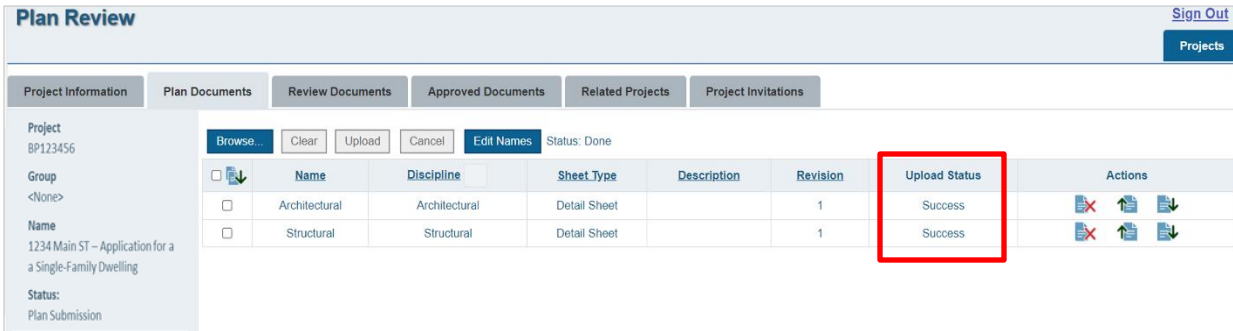 Plan Review
Sign Out
Projects
Project Information Plan Documents Review Documents Approved Documents Related Projects Project Invitations
Project
BP123456
Group
<None>
Name
1234 Main ST – Application for a
a Single-Family Dwelling
Status:
Plan Submission
Browse... Clear Upload Cancel Edit Names Status: Done
Name Discipline Sheet Type Description Revision Upload Status Actions
Architectural Architectural Detail Sheet 1 Success
Structural Structural Detail Sheet 1 Success